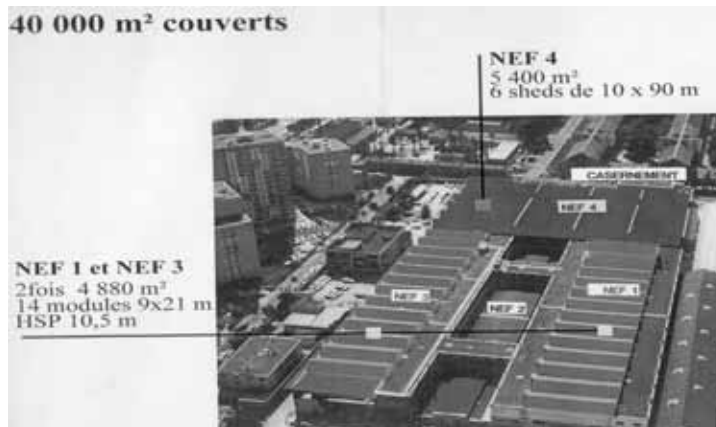 40 000 m² couverts
NEF 4
5 400 m²
6 sheds de 10 x 90 m
CASERNEMENT
NEF 4
NEF 1 et NEF 3
2fois 4 880 m²
14 modules 9x21 m
HSP 10,5 m
NEF 3
NEF 1
NEF 2